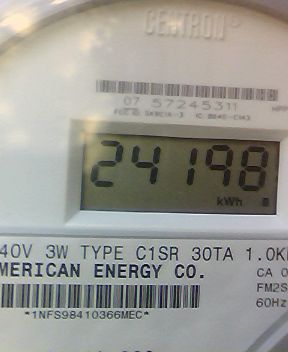 CENTRON®
07 57245311
24198
kWh
40V 3W TYPE C1SR 30TA 1.0K
MERICAN ENERGY CO.
CA 0
FM2S
60Hz
*1NFS98410366MEC*